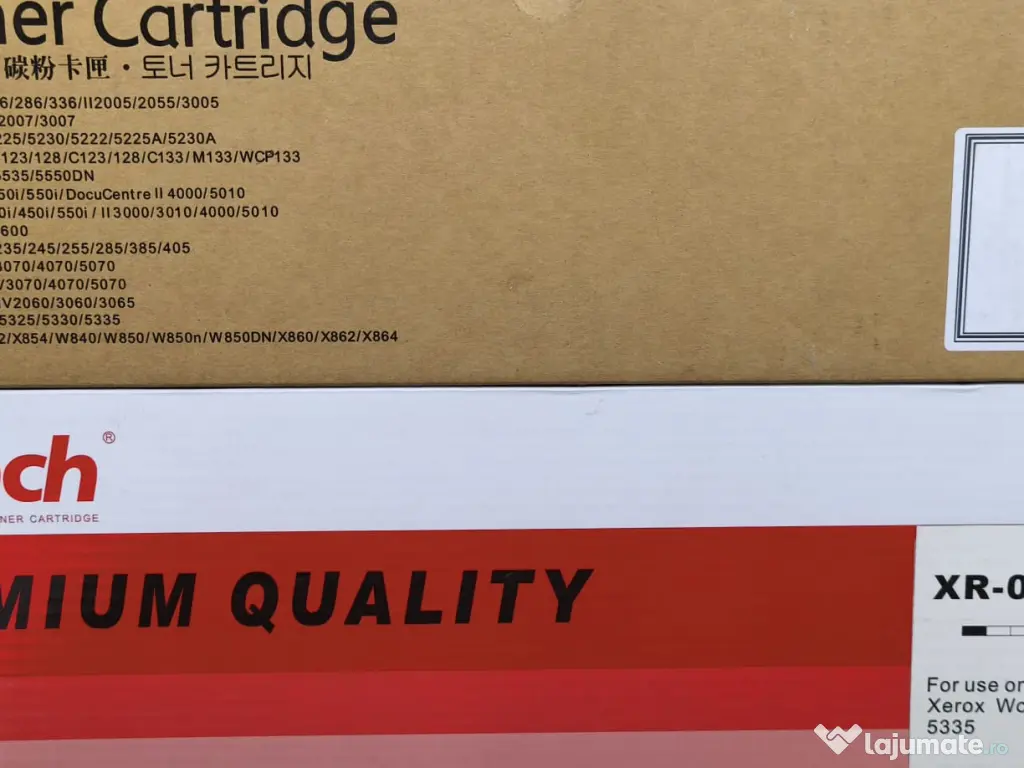 ner Cartridge
碳粉卡匣・토너 카트리지
6/286/336/II2005/2055/3005
2007/3007
225/5230/5222/5225A/5230A
123/128/C123/128/C133/M133/WCP133
5535/5550DN
50i/550i/DocuCentre II 4000/5010
0i/450i/550i / II3000/3010/4000/5010
600
235/245/255/285/385/405
4070/4070/5070
/3070/4070/5070
IV2060/3060/3065
5325/5330/5335
2/X854/W840/W850/W850n/W850DN/X860/X862/X864
ch®
NER CARTRIDGE
MIUM QUALITY
XR-0
For use on
Xerox Wo
5335
lajumate.ro